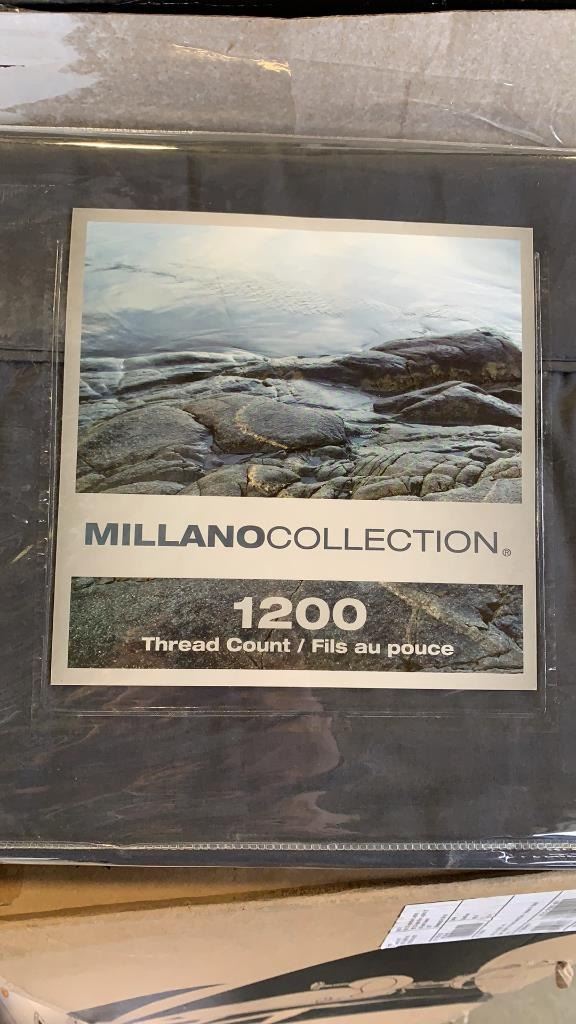 MILLANOCOLLECTION®
1200
Thread Count / Fils au pouce